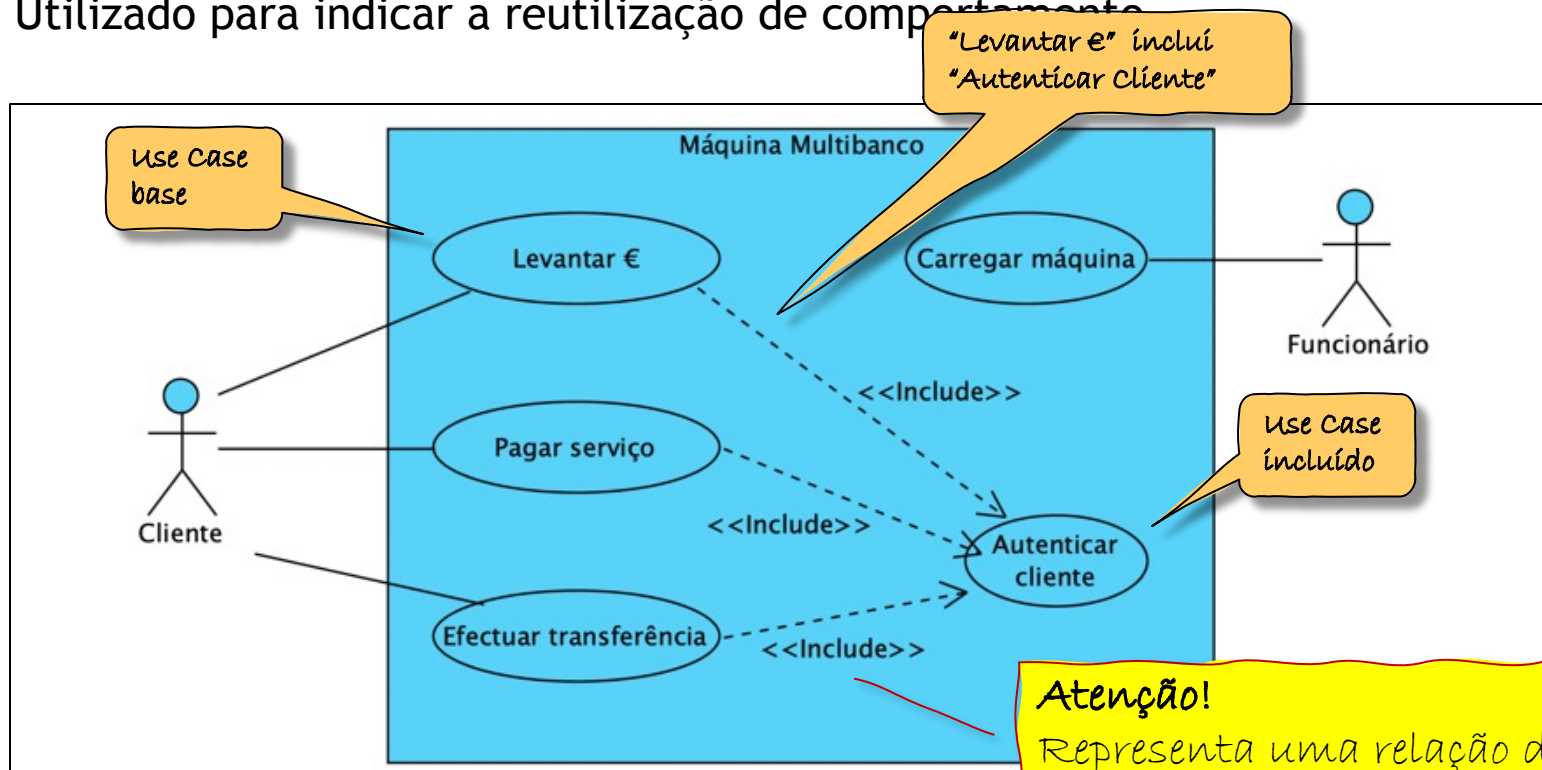 Utilizado para indicar a reutilização de comportamento
"Levantar €" inclui
"Autenticar Cliente"
Use Case
base
Máquina Multibanco
Levantar €
Carregar máquina
Funcionário
<<Include>>
Use Case
incluído
Pagar serviço
Cliente
<<Include>>
Autenticar
cliente
Efectuar transferência
<<Include>>
Atenção!
Representa uma relação